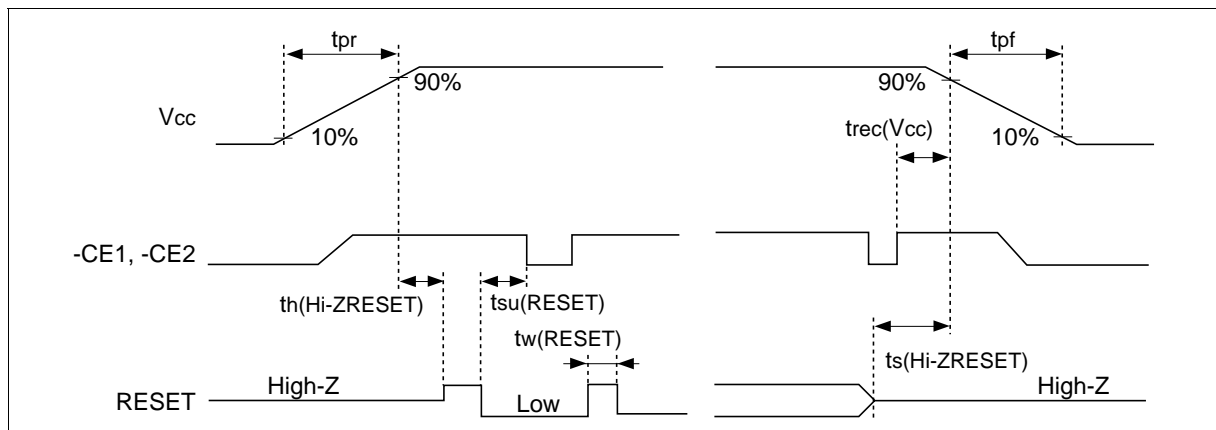 tpr
tpf
90%
90%
Vcc
10%
trec(Vcc)
10%
-CE1, -CE2
th(Hi-ZRESET)
tsu(RESET)
tw(RESET)
ts(Hi-ZRESET)
High-Z
High-Z
RESET
Low